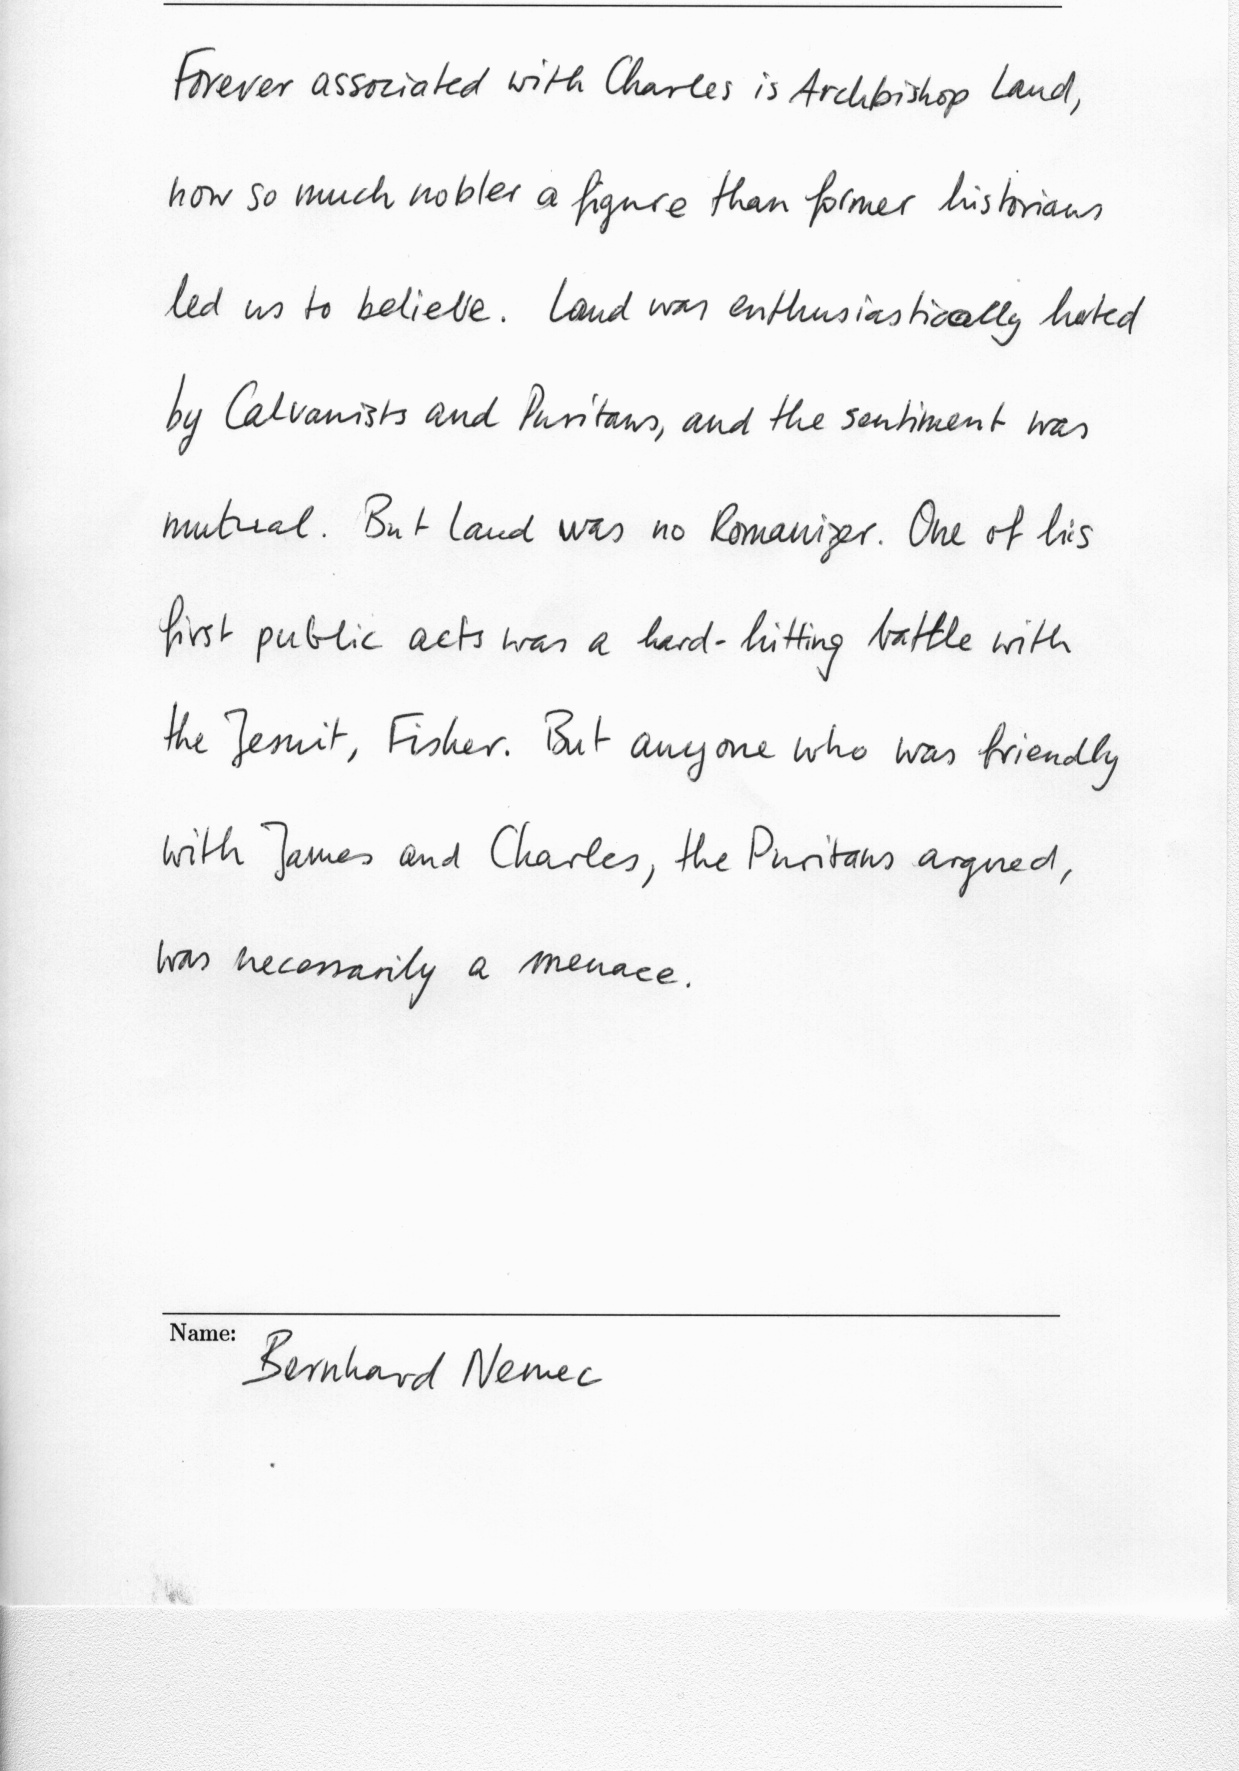 Forever associated with Charles is Archbishop Laud,
now so much nobler a figure than former historians
led us to believe. Laud was enthusiastically hated
by Calvanists and Puritans, and the sentiment was
mutual. But Laud was no Romanizer. One of his
first public acts was a hard-hitting battle with
the Jesuit, Fisher. But anyone who was friendly
with James and Charles, the Puritans argued,
was necessarily a menace.
Name: Bernhard Nemec